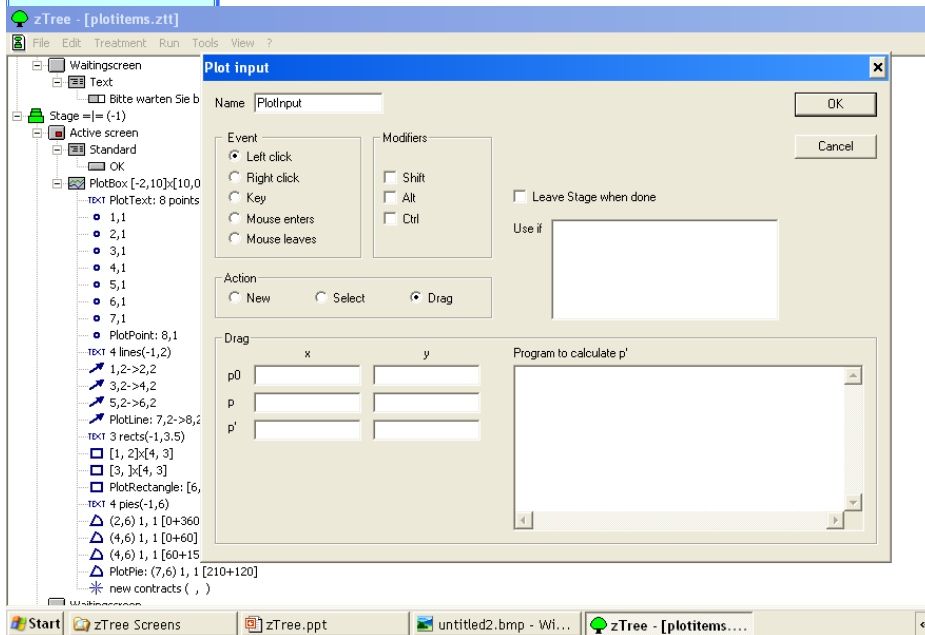 zTree - [plotitems.ztt]
File Edit Treatment Run Tools View ?
Waitingscreen
Text
Bitte warten Sie b
Stage =|= (-1)
Active screen
Standard
OK
PlotBox [-2,10]x[10,0
TEXT PlotText: 8 points
1,1
2,1
3,1
4,1
5,1
6,1
7,1
PlotPoint: 8,1
TEXT 4 lines(-1,2)
1,2->2,2
3,2->4,2
5,2->6,2
PlotLine: 7,2->8,2
TEXT 3 rects(-1,3.5)
[1, 2]x[4, 3]
[3, ]x[4, 3]
PlotRectangle: [6,
TEXT 4 pies(-1,6)
(2,6) 1, 1 [0+360
(4,6) 1, 1 [0+60]
(4,6) 1, 1 [60+15
PlotPie: (7,6) 1, 1 [210+120]
new contracts ( , )
Waitingscreen
Plot input
Name PlotInput
OK
Cancel
Event
Left click
Right click
Key
Mouse enters
Mouse leaves
Modifiers
Shift
Alt
Ctrl
Leave Stage when done
Use if
Action
New Select Drag
Drag
x y
p0
p
p'
Program to calculate p'
Start zTree Screens zTree.ppt untitled2.bmp - Wi... zTree - [plotitems....